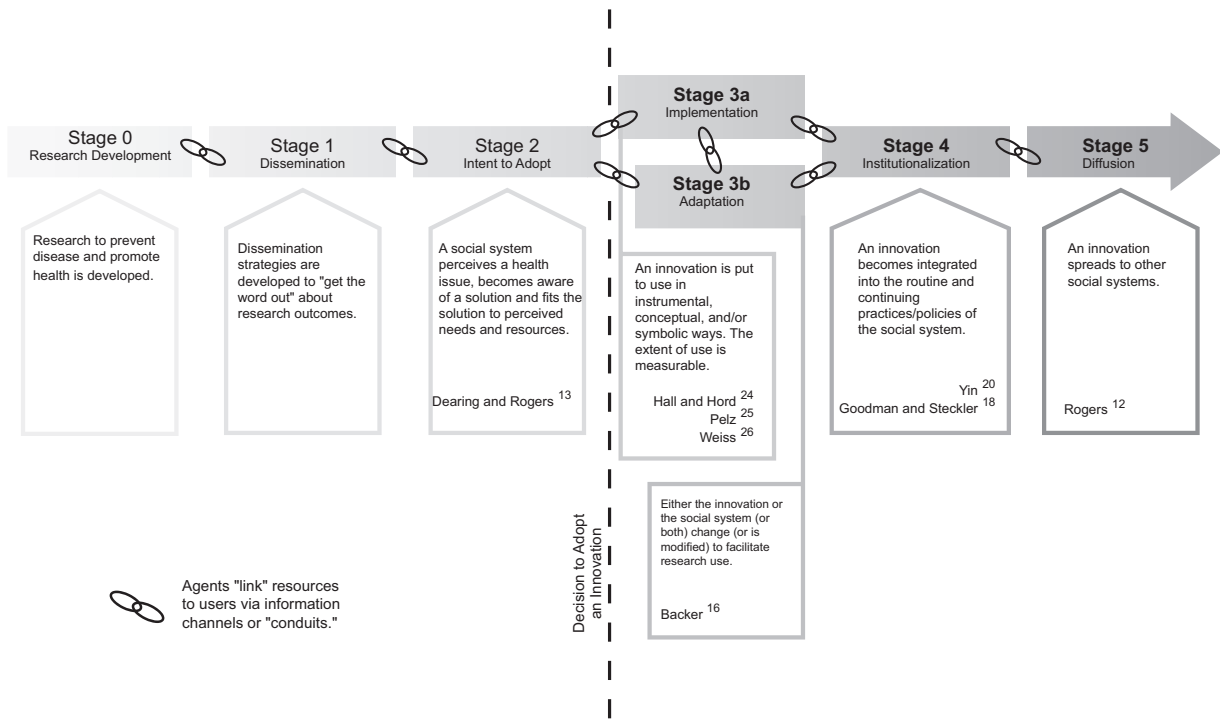 Stage 0
Research Development
Stage 1
Dissemination
Stage 2
Intent to Adopt
Stage 3a
Implementation
Stage 3b
Adaptation
Stage 4
Institutionalization
Stage 5
Diffusion
Research to prevent
disease and promote
health is developed.
Dissemination
strategies are
developed to "get the
word out" about
research outcomes.
A social system
perceives a health
issue, becomes aware
of a solution and fits the
solution to perceived
needs and resources.
Dearing and Rogers 13
An innovation is put
to use in
instrumental,
conceptual, and/or
symbolic ways. The
extent of use is
measurable.
Hall and Hord 24
Pelz 25
Weiss 26
Either the innovation or
the social system (or
both) change (or is
modified) to facilitate
research use.
Backer 16
An innovation
becomes integrated
into the routine and
continuing
practices/policies of
the social system.
Yin 20
Goodman and Steckler 18
An innovation
spreads to other
social systems.
Rogers 12
Decision to Adopt
an Innovation
Agents "link" resources
to users via information
channels or "conduits."